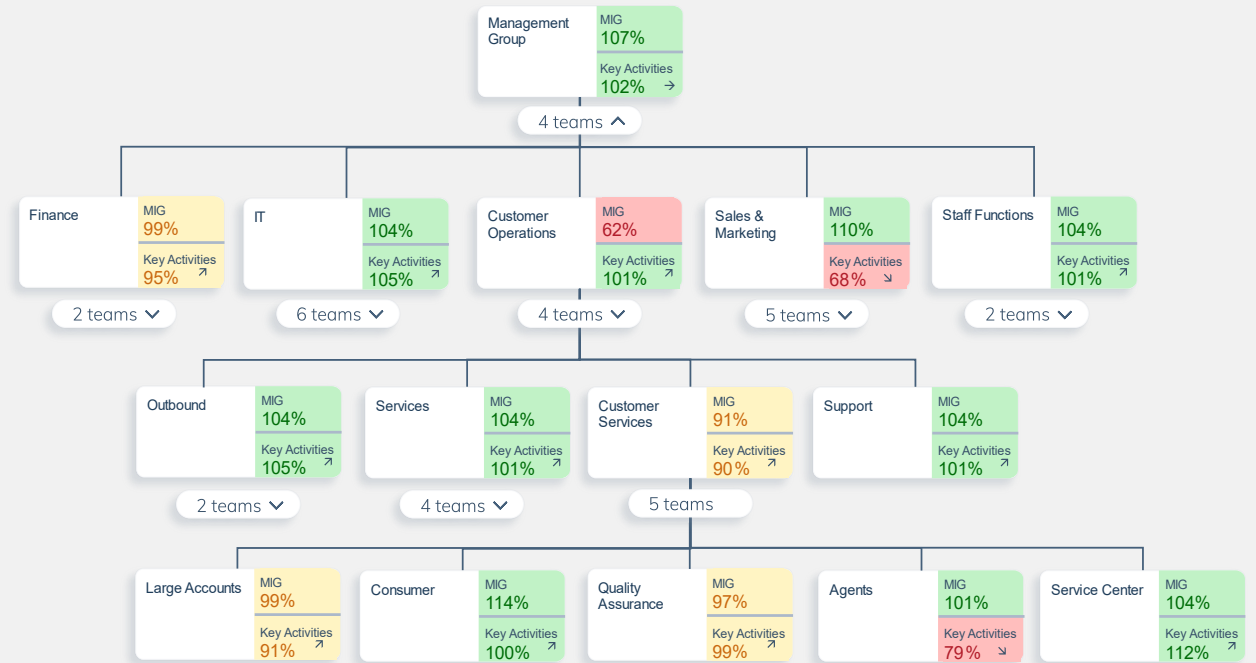 Management
Group
MIG
107%
Key Activities
102%
4 teams
Finance
MIG
99%
Key Activities
95%
2 teams
IT
MIG
104%
Key Activities
105%
6 teams
Customer
Operations
MIG
62%
Key Activities
101%
4 teams
Sales &
Marketing
MIG
110%
Key Activities
68%
5 teams
Staff Functions
MIG
104%
Key Activities
101%
2 teams
Outbound
MIG
104%
Key Activities
105%
2 teams
Services
MIG
104%
Key Activities
101%
4 teams
Customer
Services
MIG
91%
Key Activities
90%
5 teams
Support
MIG
104%
Key Activities
101%
Large Accounts
MIG
99%
Key Activities
91%
Consumer
MIG
114%
Key Activities
100%
Quality
Assurance
MIG
97%
Key Activities
99%
Agents
MIG
101%
Key Activities
79%
Service Center
MIG
104%
Key Activities
112%